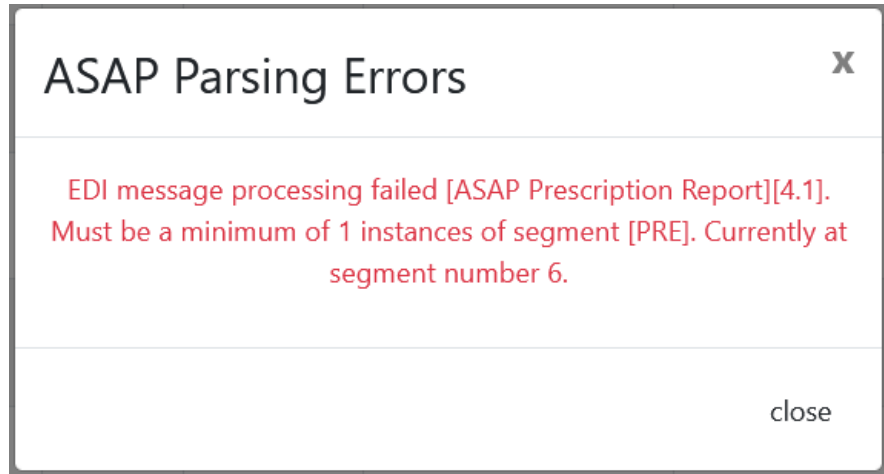 ASAP Parsing Errors
x
EDI message processing failed [ASAP Prescription Report][4.1].
Must be a minimum of 1 instances of segment [PRE]. Currently at
segment number 6.
close